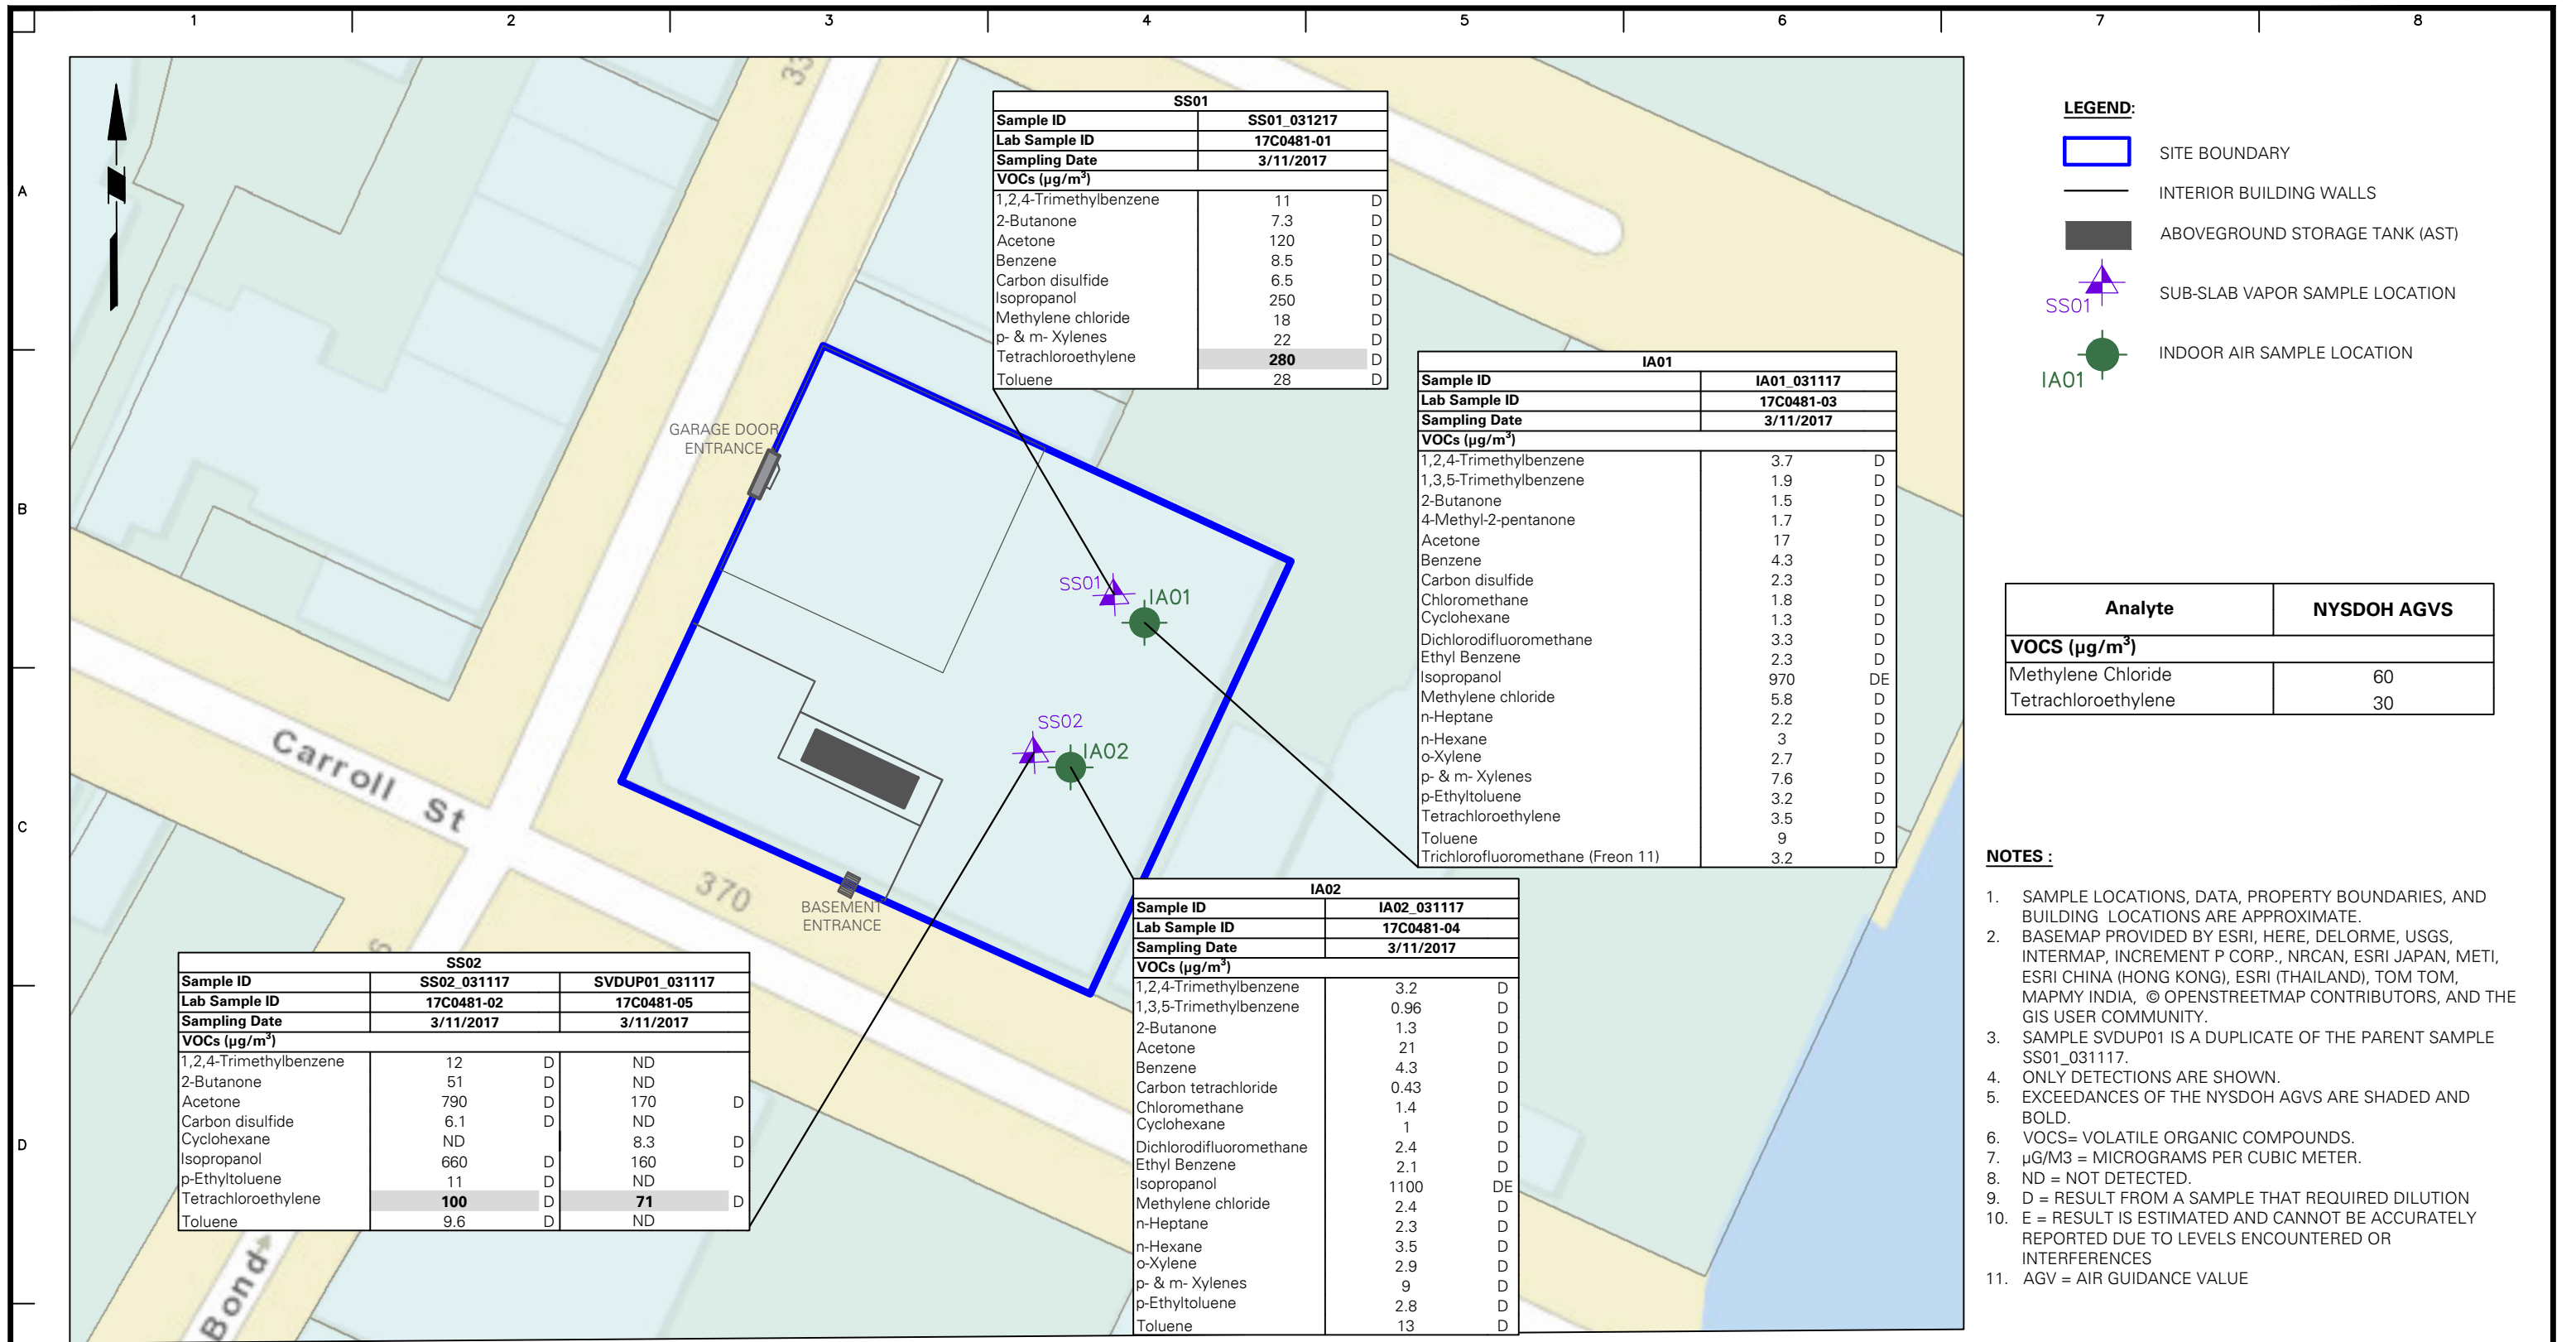 1 2 3 4 5 6 7 8
A
B
C
D
33
SS01
Sample ID SS01_031217
Lab Sample ID 17C0481-01
Sampling Date 3/11/2017
VOCs (µg/m³)
1,2,4-Trimethylbenzene 11 D
2-Butanone 7.3 D
Acetone 120 D
Benzene 8.5 D
Carbon disulfide 6.5 D
Isopropanol 250 D
Methylene chloride 18 D
p- & m- Xylenes 22 D
Tetrachloroethylene 280 D
Toluene 28 D
IA01
Sample ID IA01_031117
Lab Sample ID 17C0481-03
Sampling Date 3/11/2017
VOCs (µg/m³)
1,2,4-Trimethylbenzene 3.7 D
1,3,5-Trimethylbenzene 1.9 D
2-Butanone 1.5 D
4-Methyl-2-pentanone 1.7 D
Acetone 17 D
Benzene 4.3 D
Carbon disulfide 2.3 D
Chloromethane 1.8 D
Cyclohexane 1.3 D
Dichlorodifluoromethane 3.3 D
Ethyl Benzene 2.3 D
Isopropanol 970 DE
Methylene chloride 5.8 D
n-Heptane 2.2 D
n-Hexane 3 D
o-Xylene 2.7 D
p- & m- Xylenes 7.6 D
p-Ethyltoluene 3.2 D
Tetrachloroethylene 3.5 D
Toluene 9 D
Trichlorofluoromethane (Freon 11) 3.2 D
GARAGE DOOR
ENTRANCE
SS01
IA01
SS02
IA02
Carroll St
370
BASEMENT
ENTRANCE
S
Bond
SS02
Sample ID SS02_031117 SVDUP01_031117
Lab Sample ID 17C0481-02 17C0481-05
Sampling Date 3/11/2017 3/11/2017
VOCs (µg/m³)
1,2,4-Trimethylbenzene 12 D ND
2-Butanone 51 D ND
Acetone 790 D 170 D
Carbon disulfide 6.1 D ND
Cyclohexane ND 8.3 D
Isopropanol 660 D 160 D
p-Ethyltoluene 11 D ND
Tetrachloroethylene 100 D 71 D
Toluene 9.6 D ND
IA02
Sample ID IA02_031117
Lab Sample ID 17C0481-04
Sampling Date 3/11/2017
VOCs (µg/m³)
1,2,4-Trimethylbenzene 3.2 D
1,3,5-Trimethylbenzene 0.96 D
2-Butanone 1.3 D
Acetone 21 D
Benzene 4.3 D
Carbon tetrachloride 0.43 D
Chloromethane 1.4 D
Cyclohexane 1 D
Dichlorodifluoromethane 2.4 D
Ethyl Benzene 2.1 D
Isopropanol 1100 DE
Methylene chloride 2.4 D
n-Heptane 2.3 D
n-Hexane 3.5 D
o-Xylene 2.9 D
p- & m- Xylenes 9 D
p-Ethyltoluene 2.8 D
Toluene 13 D
LEGEND:
SITE BOUNDARY
INTERIOR BUILDING WALLS
ABOVEGROUND STORAGE TANK (AST)
SS01 SUB-SLAB VAPOR SAMPLE LOCATION
IA01 INDOOR AIR SAMPLE LOCATION
Analyte NYSDOH AGVS
VOCS (µg/m³)
Methylene Chloride 60
Tetrachloroethylene 30
NOTES :
1. SAMPLE LOCATIONS, DATA, PROPERTY BOUNDARIES, AND
BUILDING LOCATIONS ARE APPROXIMATE.
2. BASEMAP PROVIDED BY ESRI, HERE, DELORME, USGS,
INTERMAP, INCREMENT P CORP., NRCAN, ESRI JAPAN, METI,
ESRI CHINA (HONG KONG), ESRI (THAILAND), TOM TOM,
MAPMY INDIA, © OPENSTREETMAP CONTRIBUTORS, AND THE
GIS USER COMMUNITY.
3. SAMPLE SVDUP01 IS A DUPLICATE OF THE PARENT SAMPLE
SS01_031117.
4. ONLY DETECTIONS ARE SHOWN.
5. EXCEEDANCES OF THE NYSDOH AGVS ARE SHADED AND
BOLD.
6. VOCS= VOLATILE ORGANIC COMPOUNDS.
7. µG/M3 = MICROGRAMS PER CUBIC METER.
8. ND = NOT DETECTED.
9. D = RESULT FROM A SAMPLE THAT REQUIRED DILUTION
10. E = RESULT IS ESTIMATED AND CANNOT BE ACCURATELY
REPORTED DUE TO LEVELS ENCOUNTERED OR
INTERFERENCES
11. AGV = AIR GUIDANCE VALUE